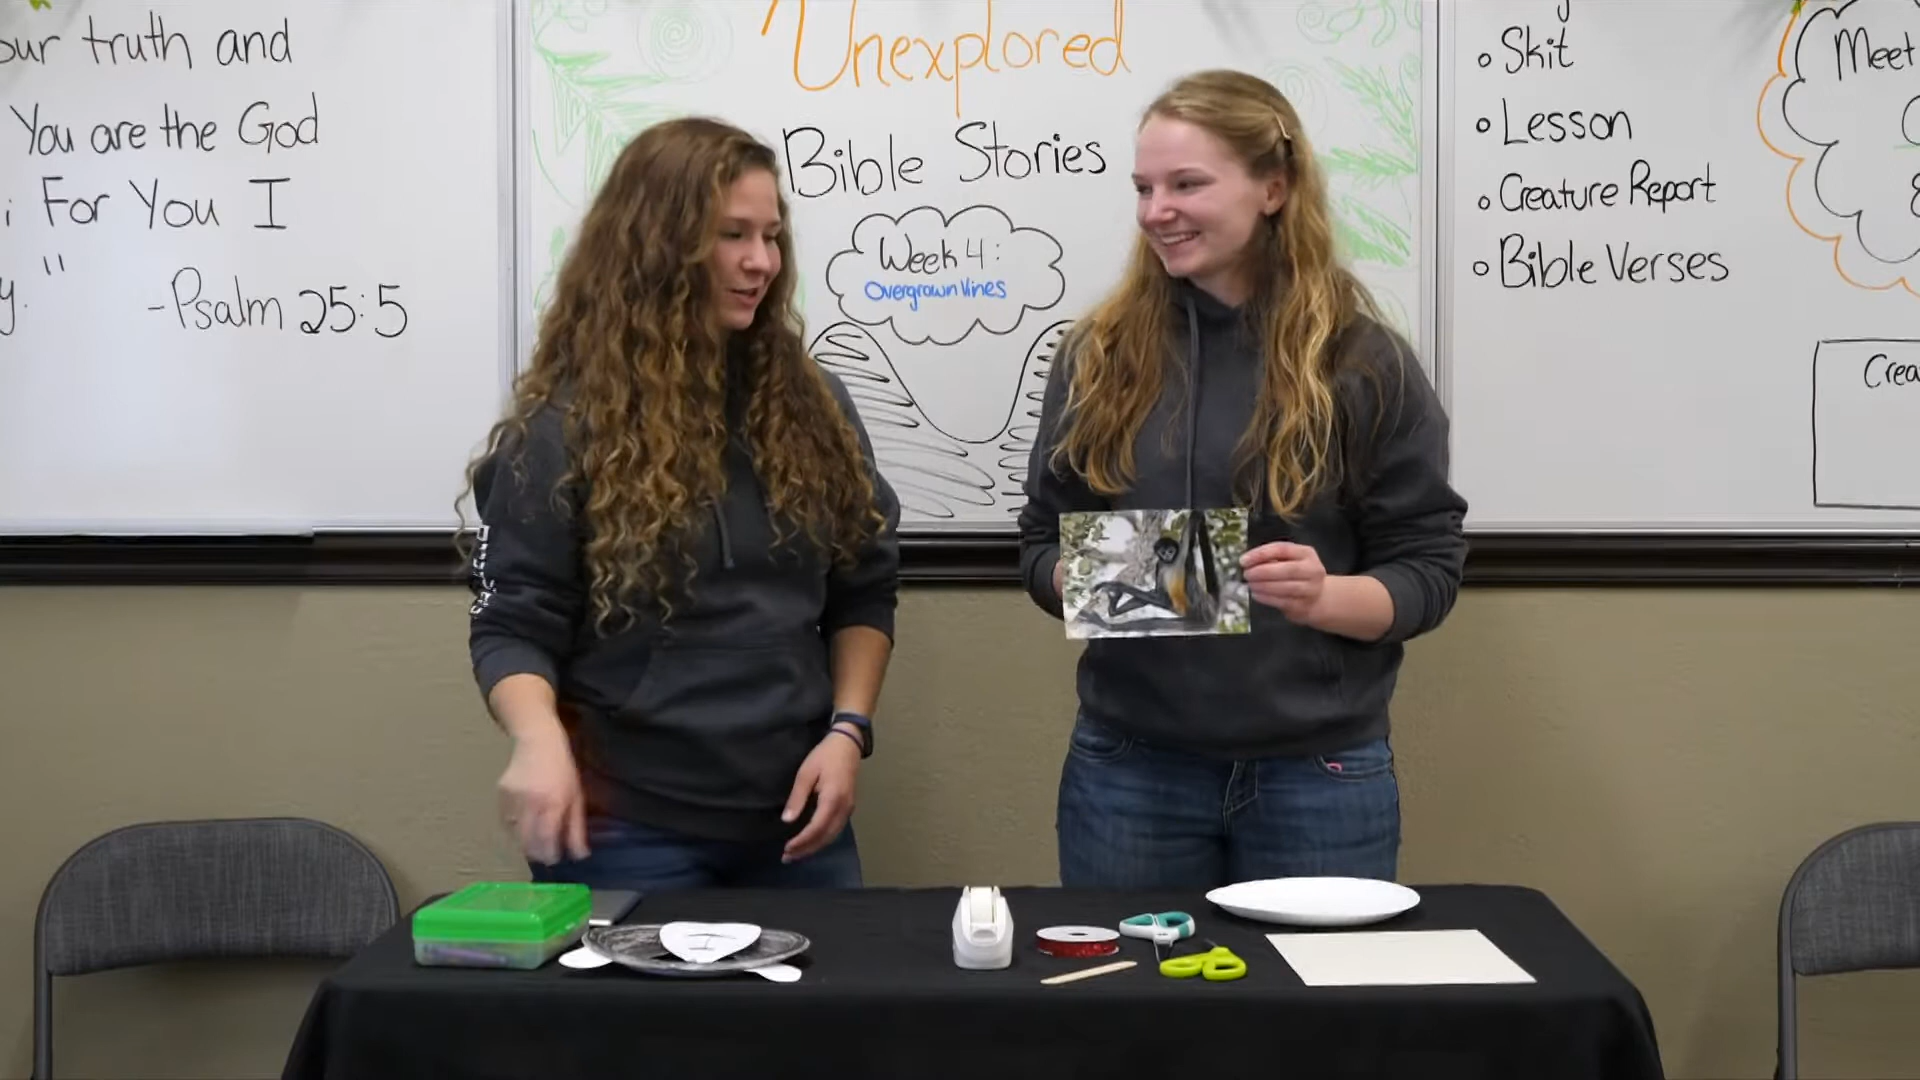 our truth and
You are the God
For You I
y."
-Psalm 25:5
Unexplored
Bible Stories
Week 4:
Overgrown Vines
Skit
Lesson
Creature Report
Bible Verses
Meet
Crea